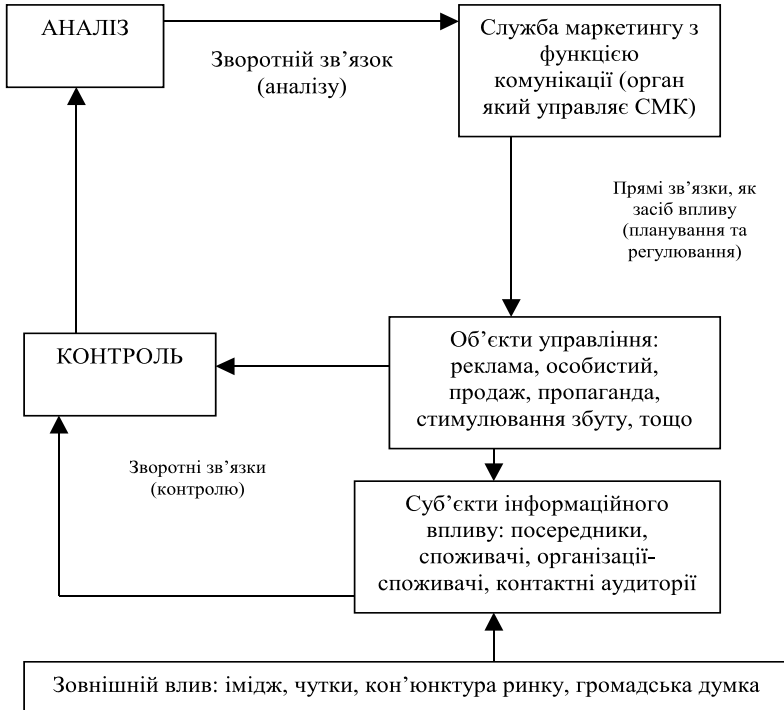 АНАЛІЗ
Зворотній зв’язок
(аналізу)
Служба маркетингу з
функцією
комунікації (орган
який управляє СМК)
Прямі зв’язки, як
засіб впливу
(планування та
регулювання)
КОНТРОЛЬ
Об’єкти управління:
реклама, особистий,
продаж, пропаганда,
стимулювання збуту, тощо
Зворотні зв’язки
(контролю)
Суб’єкти інформаційного
впливу: посередники,
споживачі, організації-
споживачі, контактні аудиторії
Зовнішній влив: імідж, чутки, кон’юнктура ринку, громадська думка